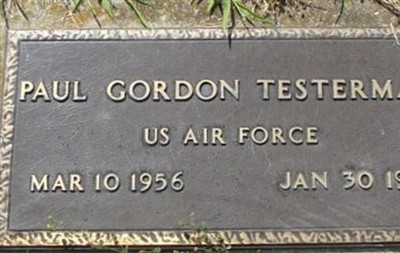 PAUL GORDON TESTERMA
US AIR FORCE
MAR 10 1956 JAN 30 19